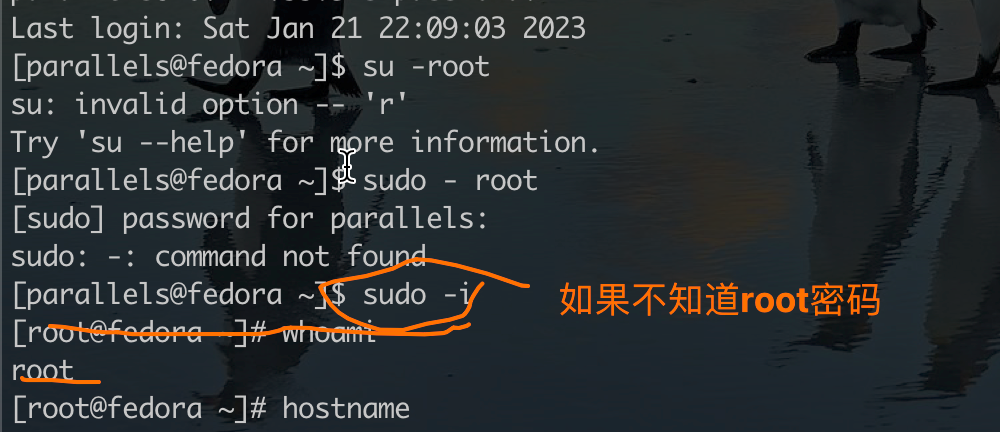 Last login: Sat Jan 21 22:09:03 2023
[parallels@fedora ~]$ su -root
su: invalid option -- 'r'
Try 'su --help' for more information.
[parallels@fedora ~]$ sudo - root
[sudo] password for parallels:
sudo: -: command not found
[parallels@fedora ~]$ sudo -i
如果不知道root密码
[root@fedora ~]# whoami
root
[root@fedora ~]# hostname